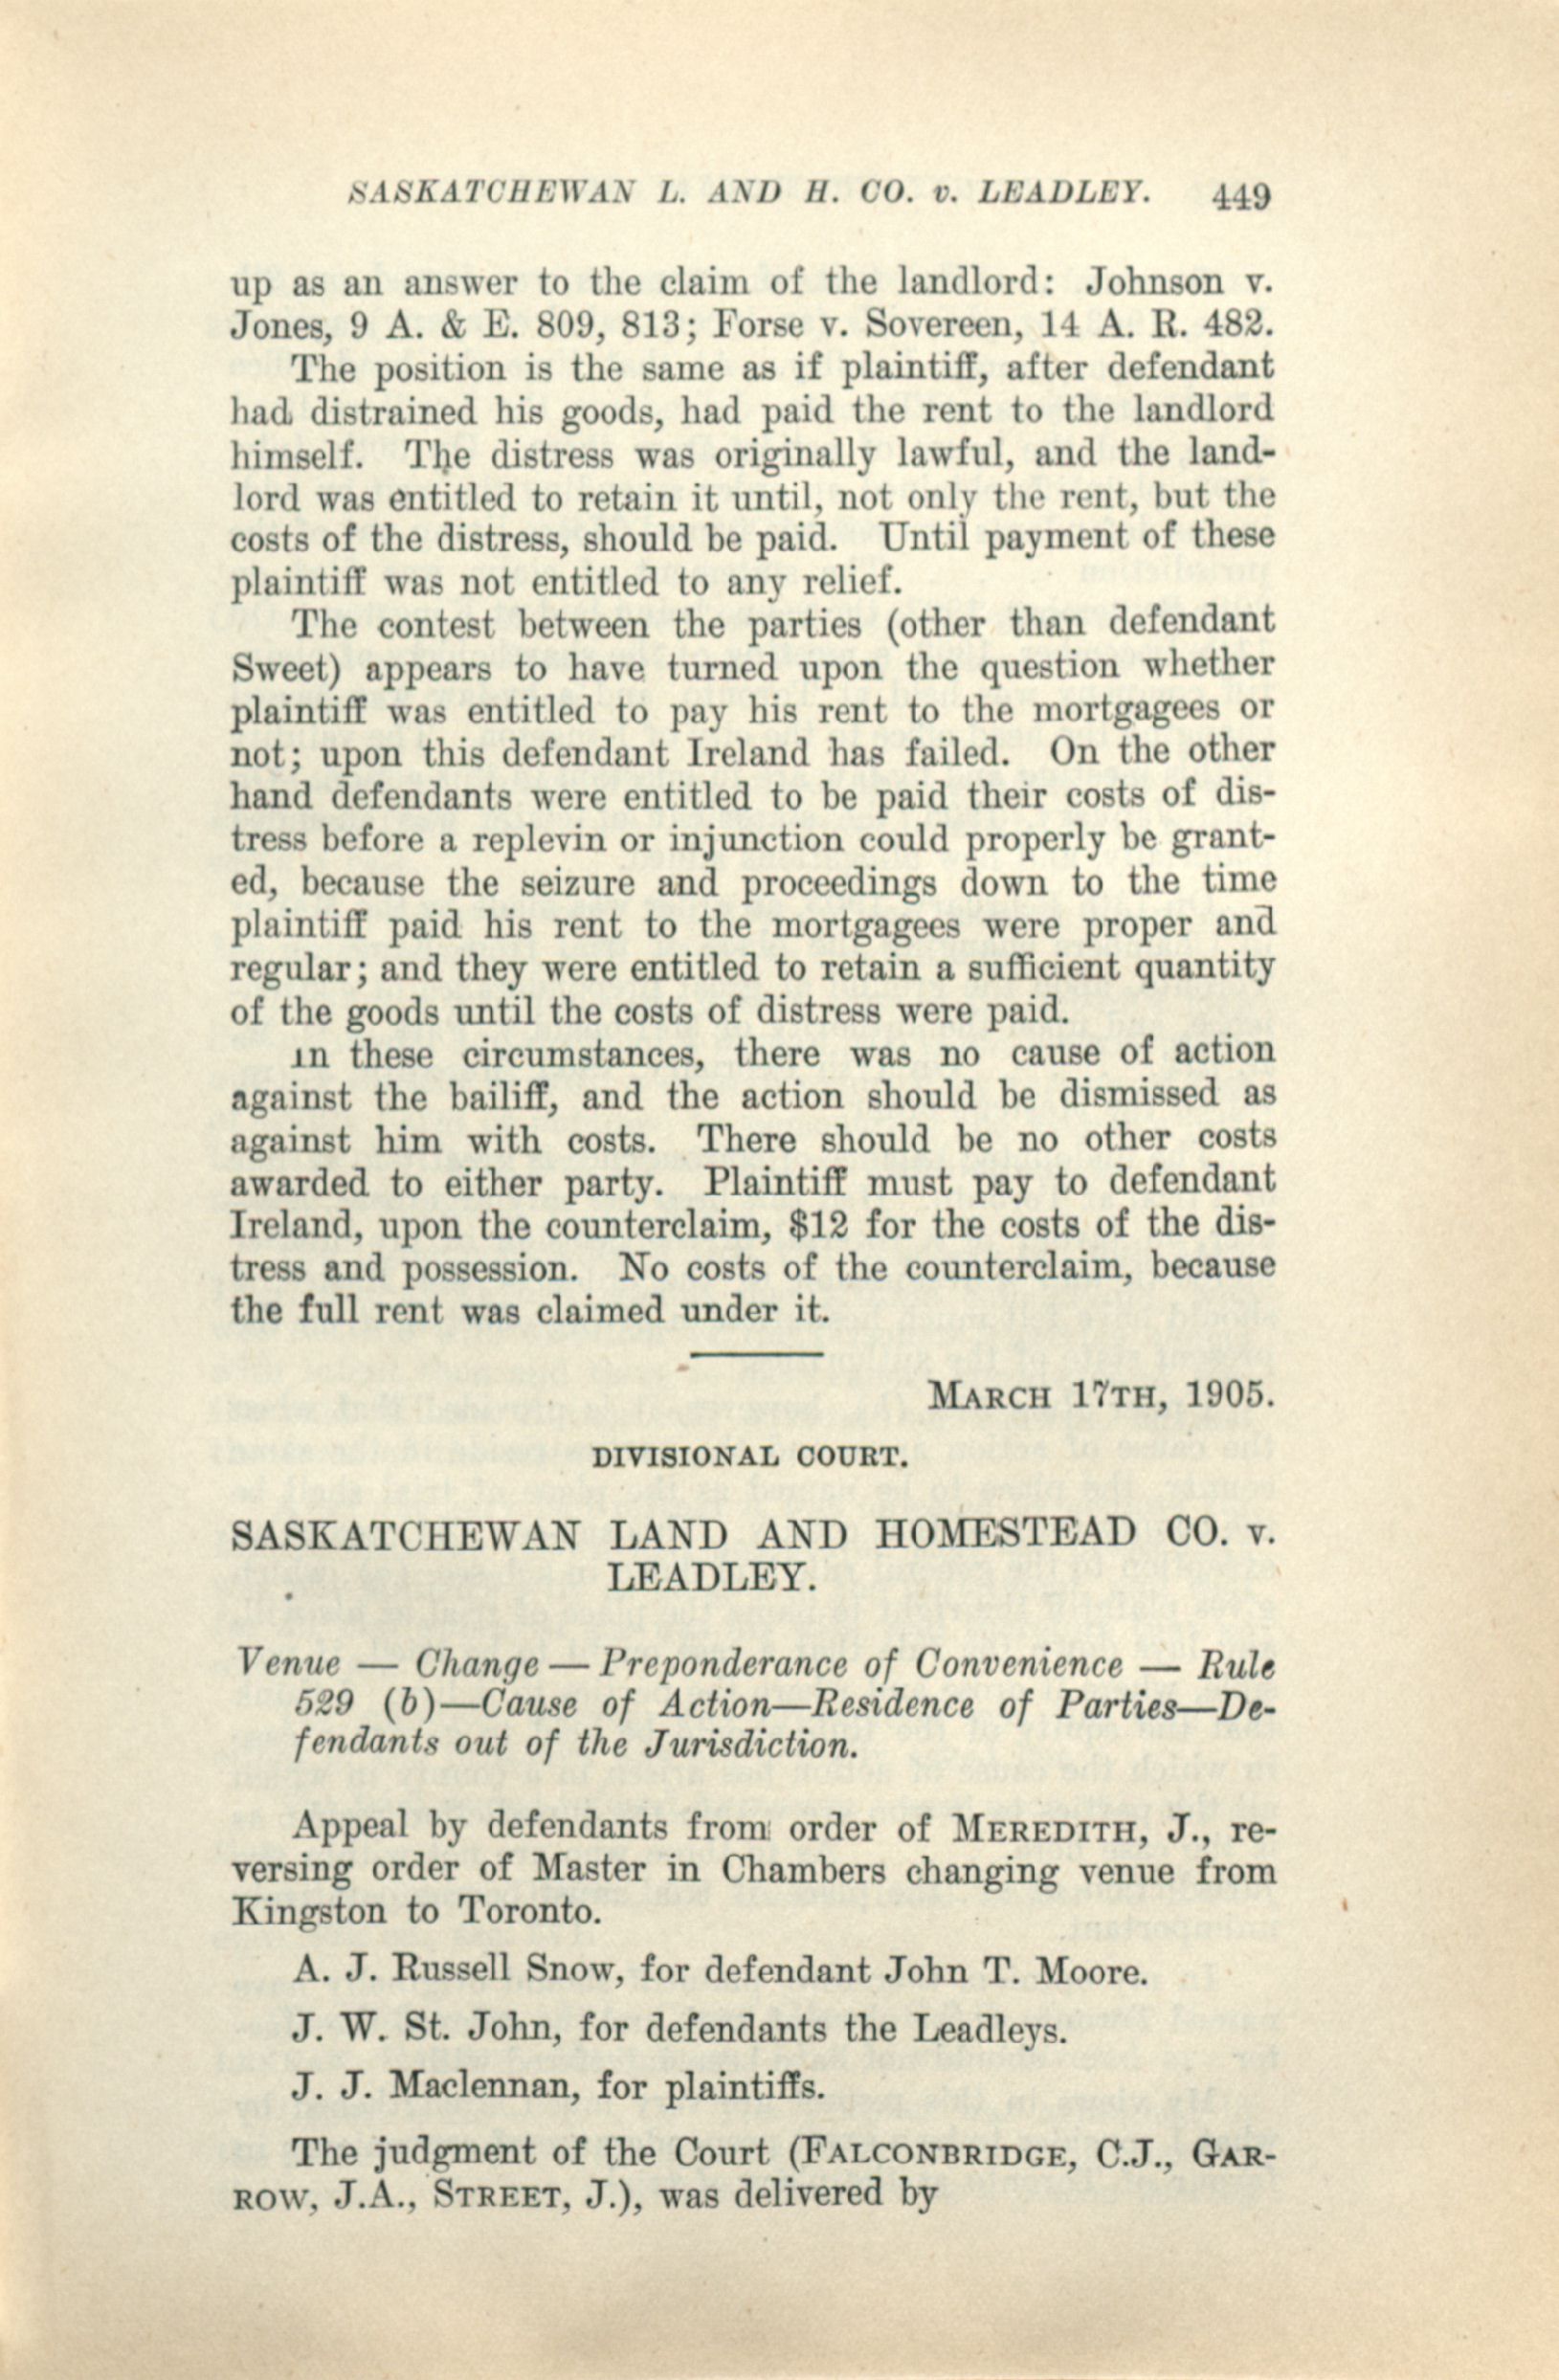 SASKATCHEWAN L. AND H. CO. v. LEADLEY. 449
up as an answer to the claim of the landlord: Johnson v.
Jones, 9 A. & E. 809, 813; Forse v. Sovereen, 14 A. R. 482.
The position is the same as if plaintiff, after defendant
had distrained his goods, had paid the rent to the landlord
himself. The distress was originally lawful, and the land-
lord was entitled to retain it until, not only the rent, but the
costs of the distress, should be paid. Until payment of these
plaintiff was not entitled to any relief.
The contest between the parties (other than defendant
Sweet) appears to have turned upon the question whether
plaintiff was entitled to pay his rent to the mortgagees or
not; upon this defendant Ireland has failed. On the other
hand defendants were entitled to be paid their costs of dis-
tress before a replevin or injunction could properly be grant-
ed, because the seizure and proceedings down to the time
plaintiff paid his rent to the mortgagees were proper and
regular; and they were entitled to retain a sufficient quantity
of the goods until the costs of distress were paid.
in these circumstances, there was no cause of action
against the bailiff, and the action should be dismissed as
against him with costs. There should be no other costs
awarded to either party. Plaintiff must pay to defendant
Ireland, upon the counterclaim, $12 for the costs of the dis-
tress and possession. No costs of the counterclaim, because
the full rent was claimed under it.
MARCH 17TH, 1905.
DIVISIONAL COURT.
SASKATCHEWAN LAND AND HOMESTEAD CO. v.
LEADLEY.
Venue — Change — Preponderance of Convenience — Rule
529 (b)—Cause of Action—Residence of Parties—De-
fendants out of the Jurisdiction.
Appeal by defendants from order of MEREDITH, J., re-
versing order of Master in Chambers changing venue from
Kingston to Toronto.
A. J. Russell Snow, for defendant John T. Moore.
J. W. St. John, for defendants the Leadleys.
J. J. Maclennan, for plaintiffs.
The judgment of the Court (FALCONBRIDGE, C.J., GAR-
ROW, J.A., STREET, J.), was delivered by